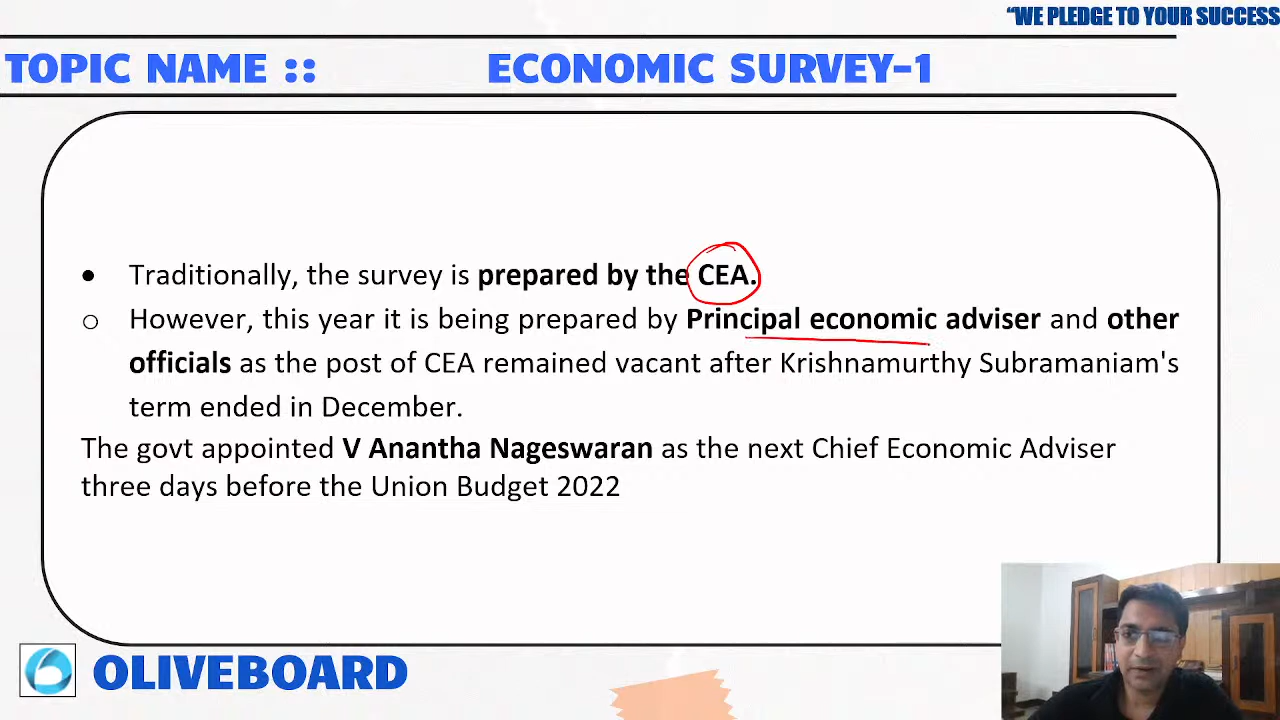 “WE PLEDGE TO YOUR SUCCESS
TOPIC NAME :: ECONOMIC SURVEY-1
• Traditionally, the survey is prepared by the CEA.
o However, this year it is being prepared by Principal economic adviser and other
officials as the post of CEA remained vacant after Krishnamurthy Subramaniam's
term ended in December.
The govt appointed V Anantha Nageswaran as the next Chief Economic Adviser
three days before the Union Budget 2022
OLIVEBOARD